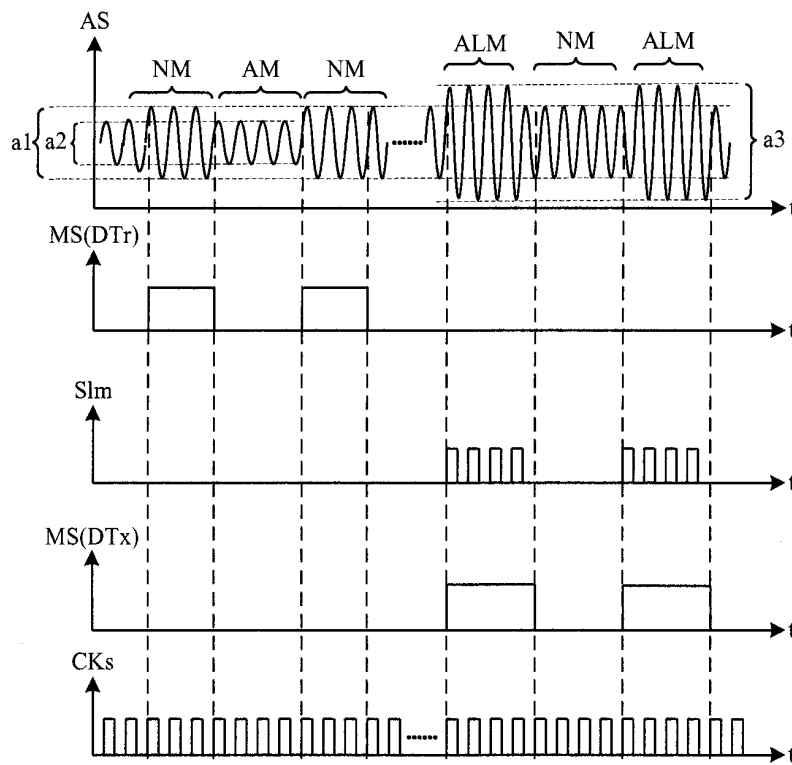 AS
NM AM NM ALM NM ALM
a1 a2 a3
t
MS(DTr)
t
Slm
t
MS(DTx)
t
CKs
t